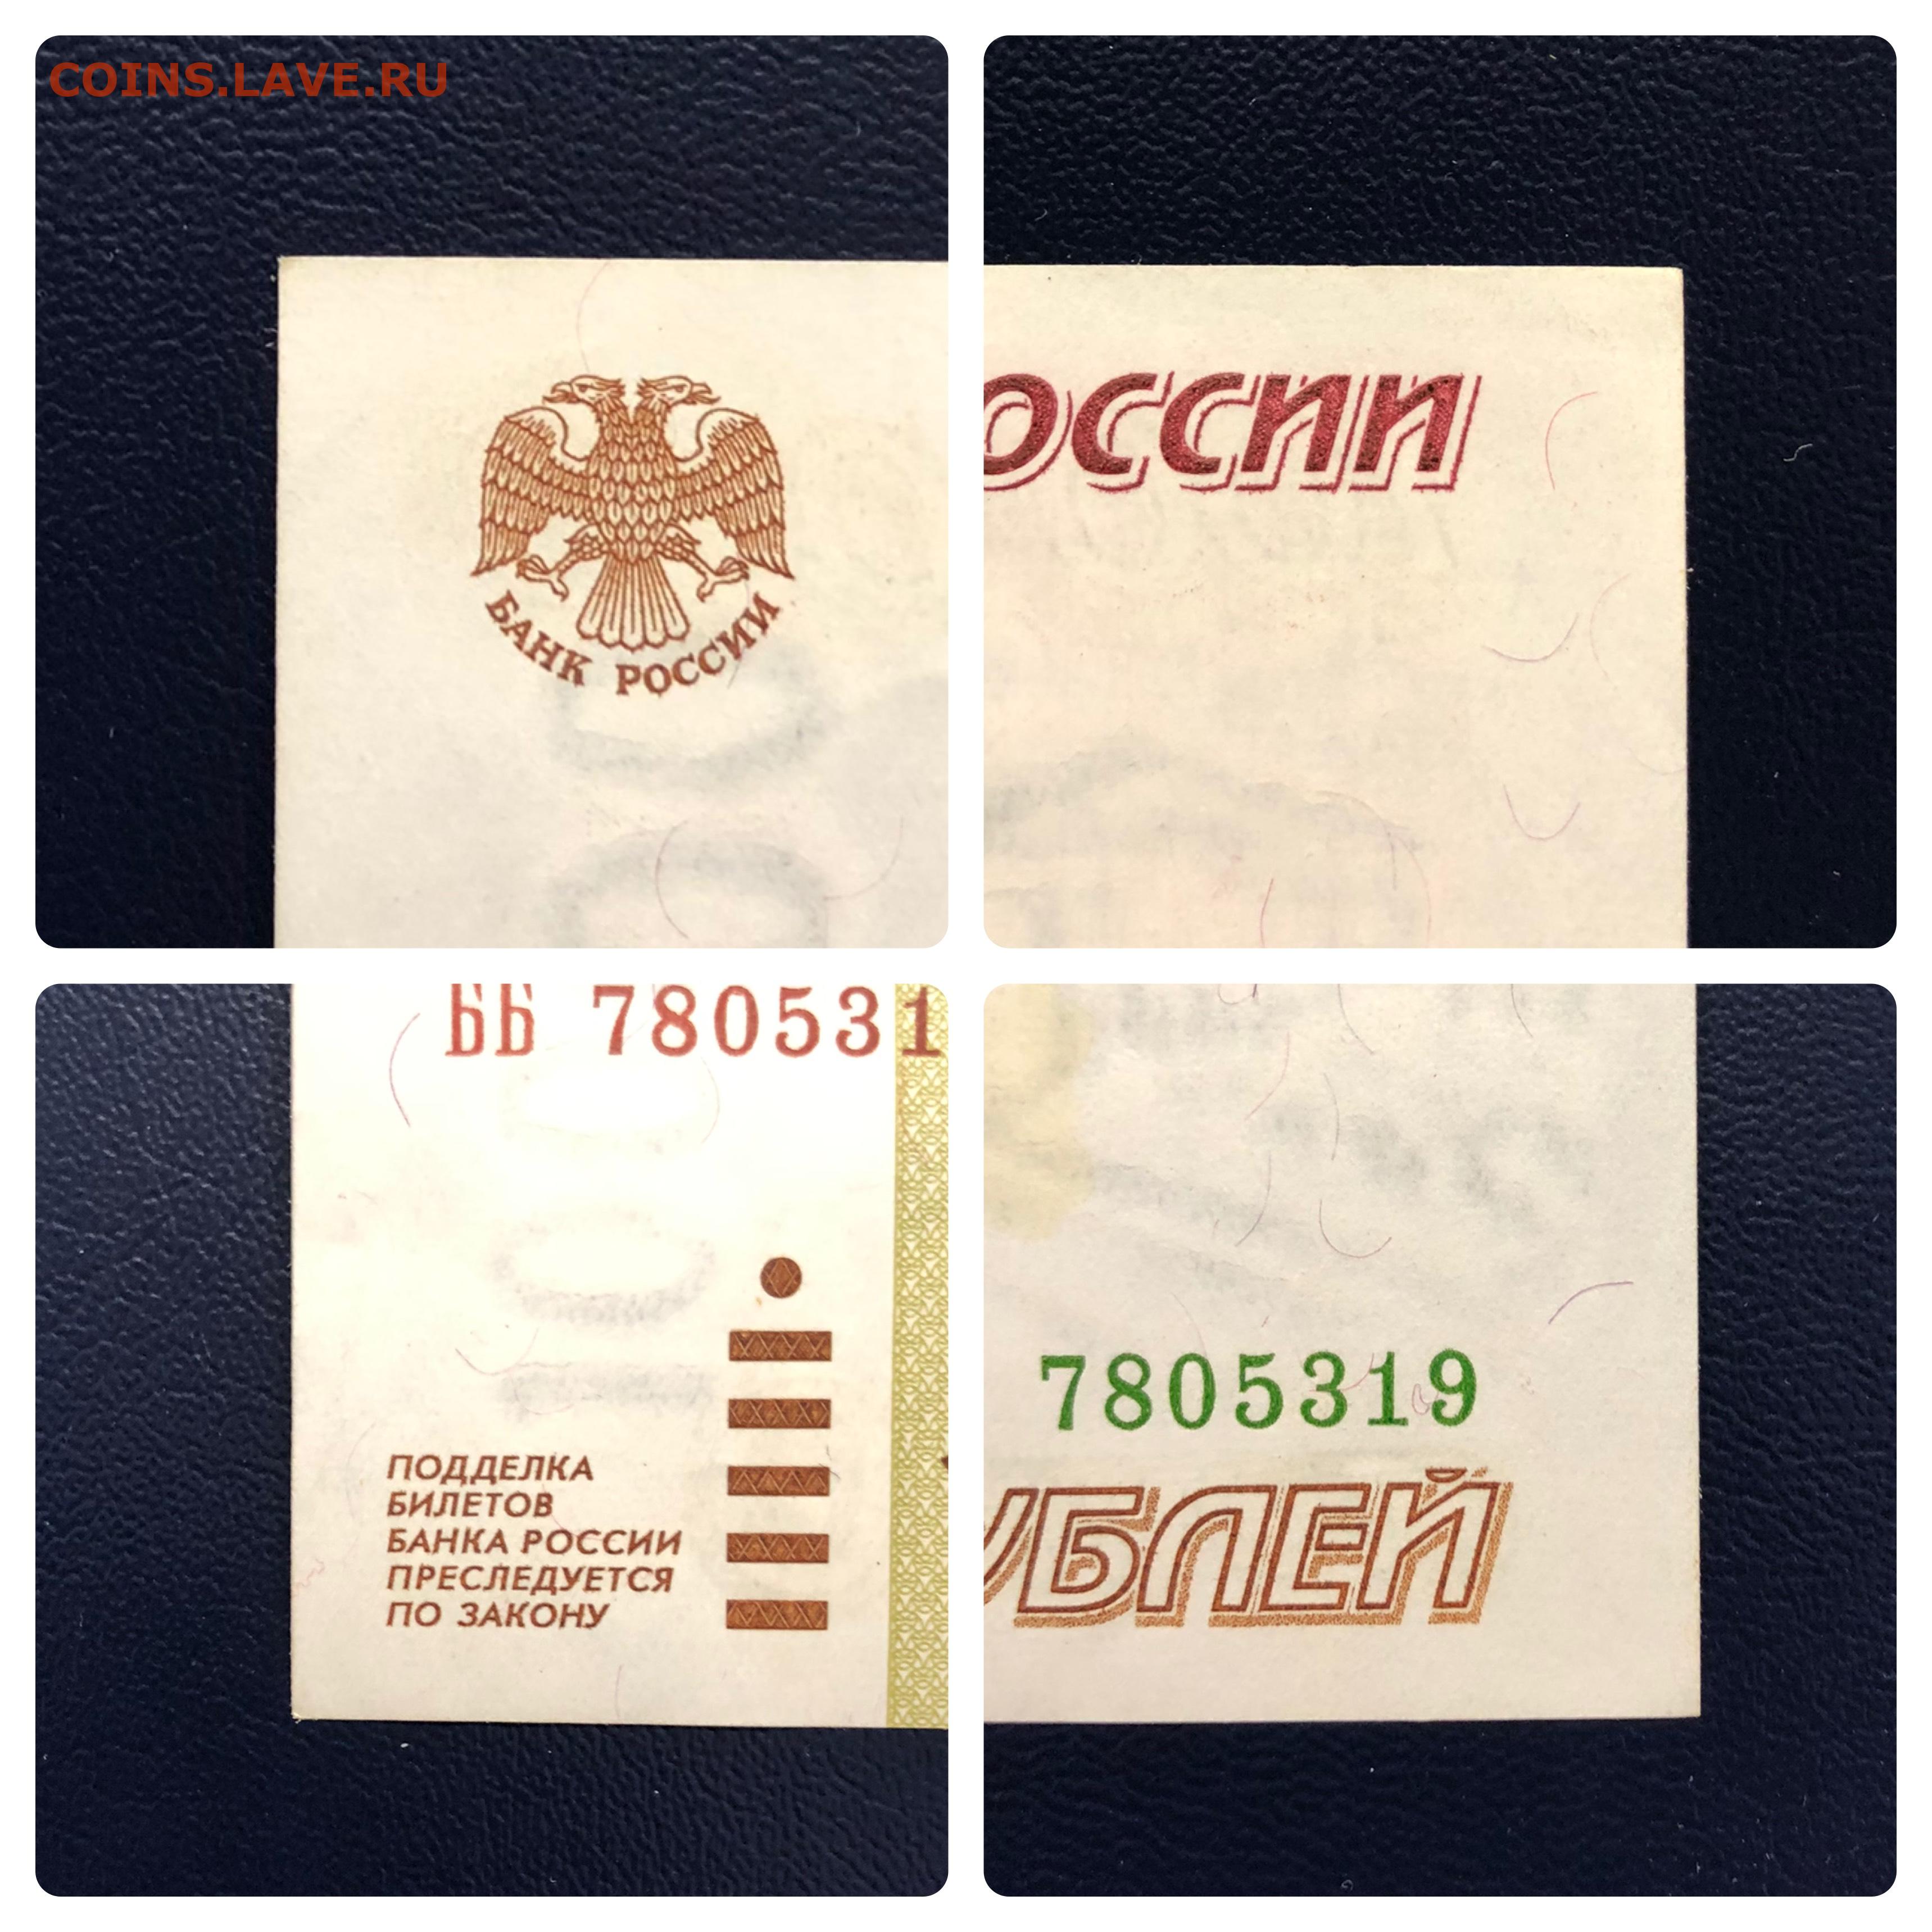 COINS.LAVE.RU
БАНК РОССИИ
ОССИИ
ББ 780531
ПОДДЕЛКА
БИЛЕТОВ
БАНКА РОССИИ
ПРЕСЛЕДУЕТСЯ
ПО ЗАКОНУ
7805319
УБЛЕЙ